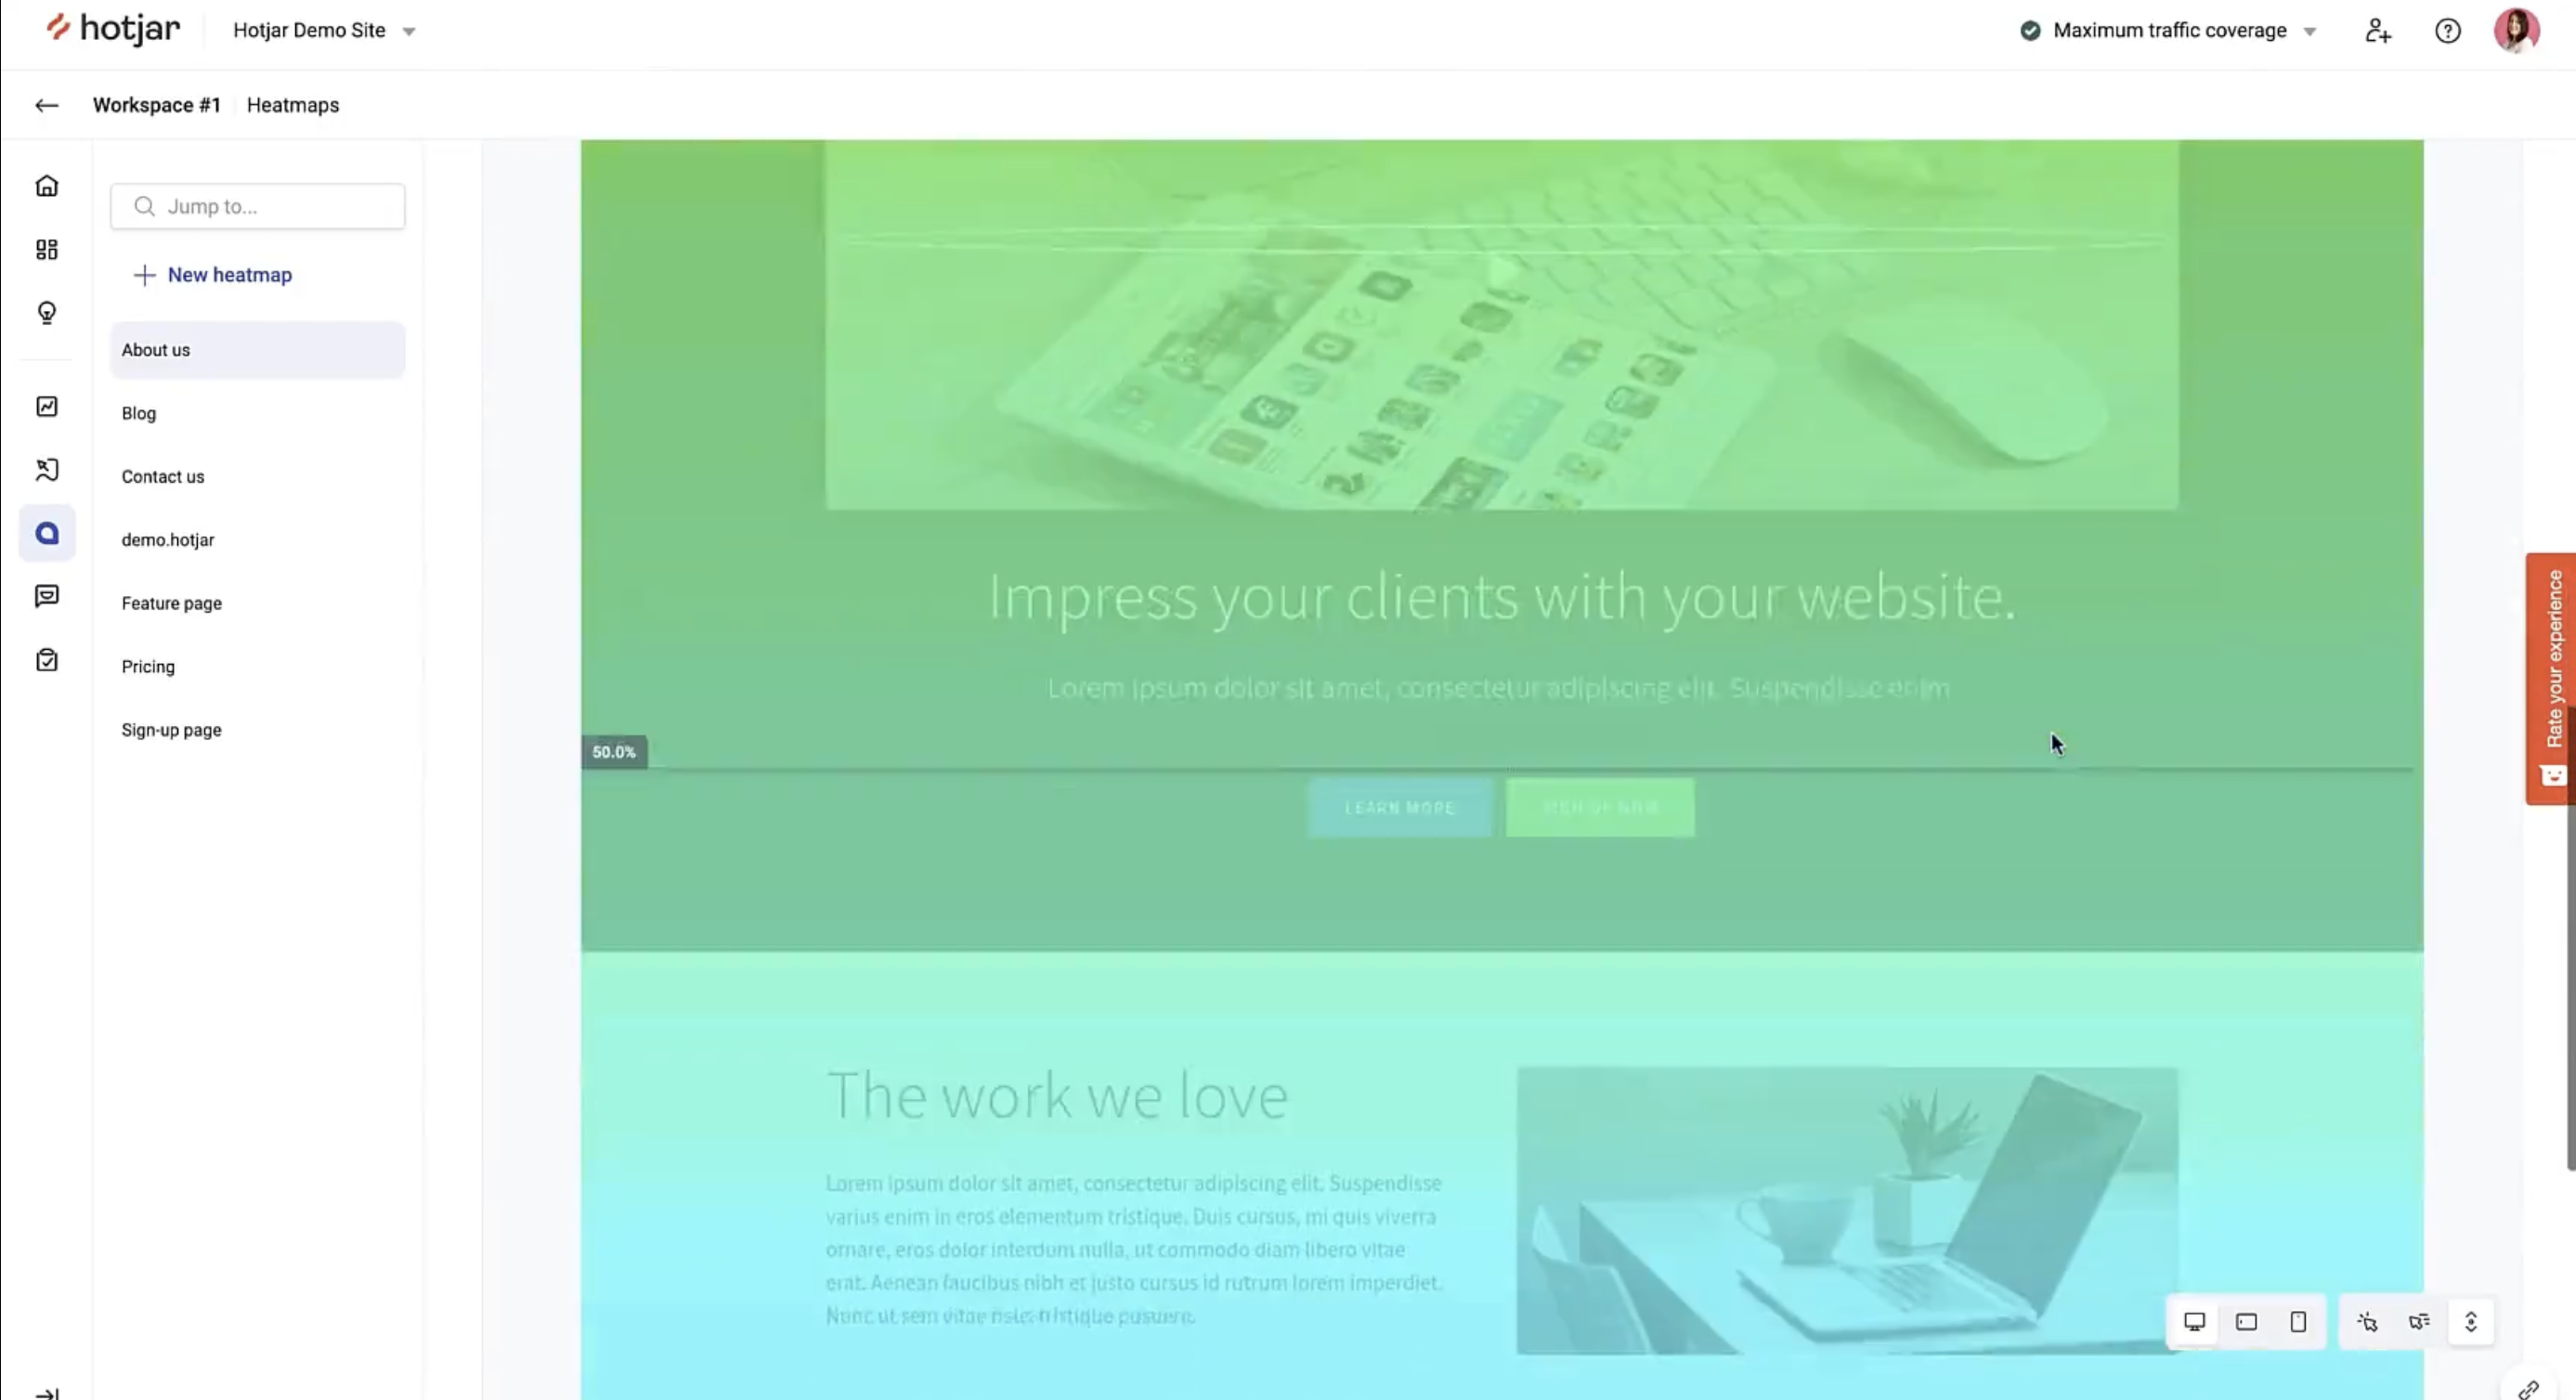 hotjar
Hotjar Demo Site
Maximum traffic coverage
Workspace #1
Heatmaps
Jump to...
New heatmap
About us
Blog
Contact us
demo.hotjar
Feature page
Pricing
Sign-up page
Impress your clients with your website.
Lorem ipsum dolor sit amet, consectetur adipiscing elit. Suspendisse enim
50.0%
LEARN MORE
SIGN UP NOW
The work we love
Lorem ipsum dolor sit amet, consectetur adipiscing elit. Suspendisse
varius enim in eros elementum tristique. Duis cursus, mi quis viverra
ornare, eros dolor interdum nulla, ut commodo diam libero vitae
erat. Aenean faucibus nibh et justo cursus id rutrum lorem imperdiet.
Nunc ut sem vitae risus tristique posuere.
Rate your experience